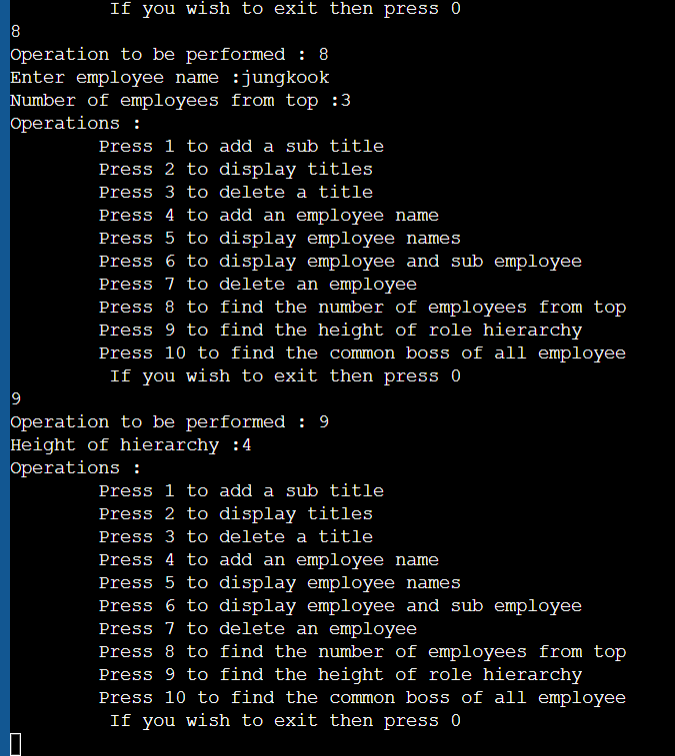 If you wish to exit then press 0
8
Operation to be performed : 8
Enter employee name :jungkook
Number of employees from top :3
Operations :
Press 1 to add a sub title
Press 2 to display titles
Press 3 to delete a title
Press 4 to add an employee name
Press 5 to display employee names
Press 6 to display employee and sub employee
Press 7 to delete an employee
Press 8 to find the number of employees from top
Press 9 to find the height of role hierarchy
Press 10 to find the common boss of all employee
If you wish to exit then press 0
9
Operation to be performed : 9
Height of hierarchy :4
Operations :
Press 1 to add a sub title
Press 2 to display titles
Press 3 to delete a title
Press 4 to add an employee name
Press 5 to display employee names
Press 6 to display employee and sub employee
Press 7 to delete an employee
Press 8 to find the number of employees from top
Press 9 to find the height of role hierarchy
Press 10 to find the common boss of all employee
If you wish to exit then press 0